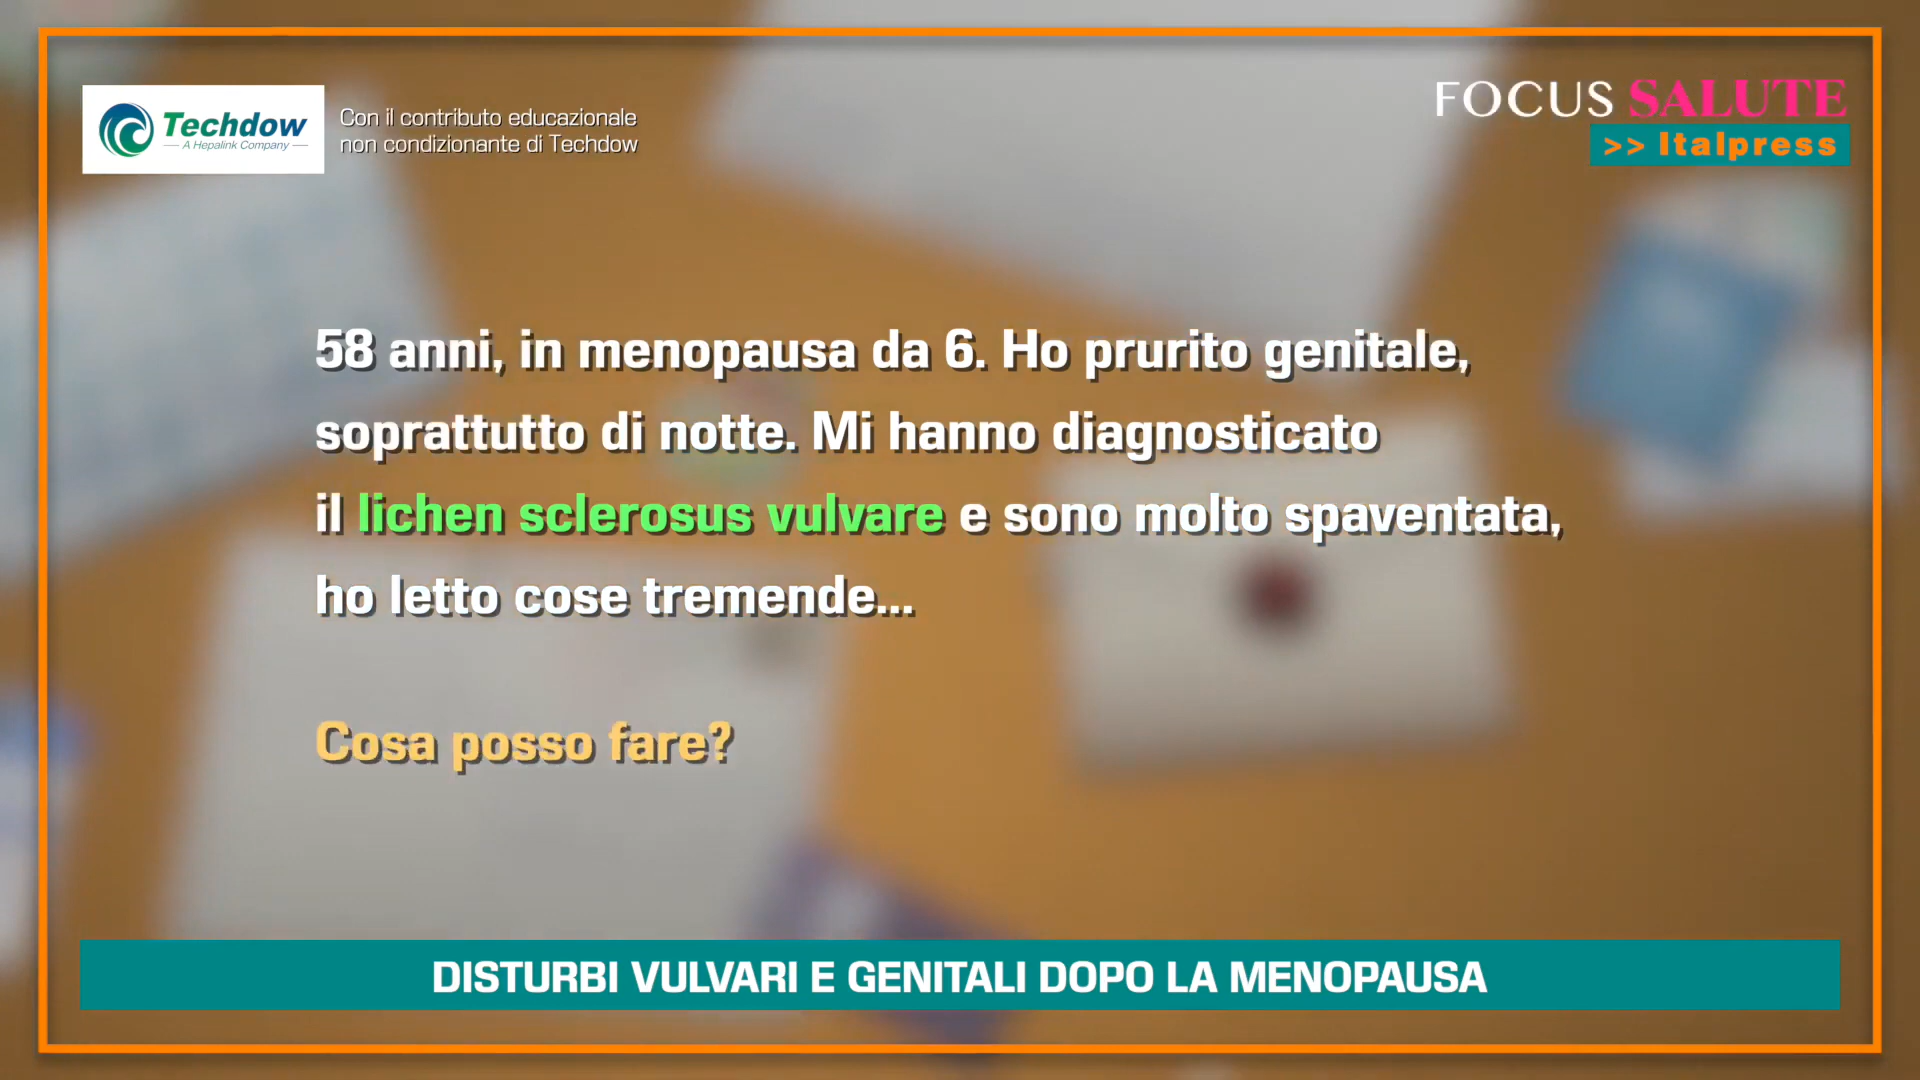 Techdow
A Hepalink Company
Con il contributo educazionale
non condizionante di Techdow
FOCUS SALUTE
>> Italpress
58 anni, in menopausa da 6. Ho prurito genitale,
soprattutto di notte. Mi hanno diagnosticato
il lichen sclerosus vulvare e sono molto spaventata,
ho letto cose tremende...
Cosa posso fare?
DISTURBI VULVARI E GENITALI DOPO LA MENOPAUSA